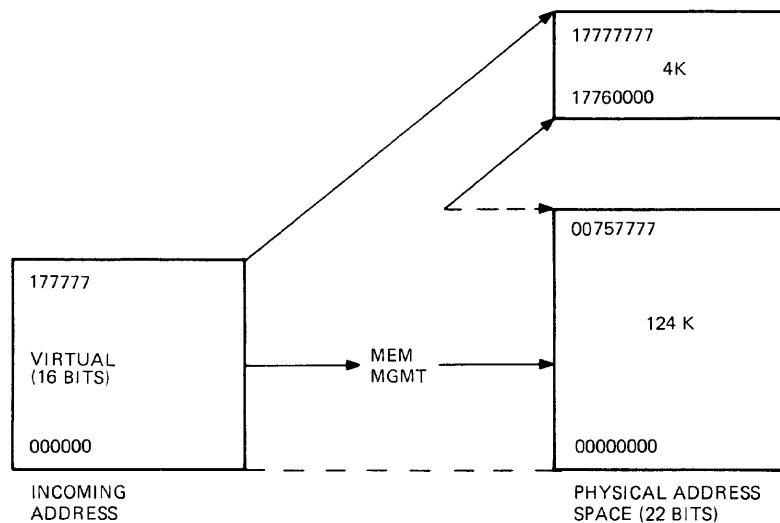 17777777
4K
17760000
00757777
124 K
00000000
177777
VIRTUAL
(16 BITS)
000000
MEM
MGMT
INCOMING
ADDRESS
PHYSICAL ADDRESS
SPACE (22 BITS)